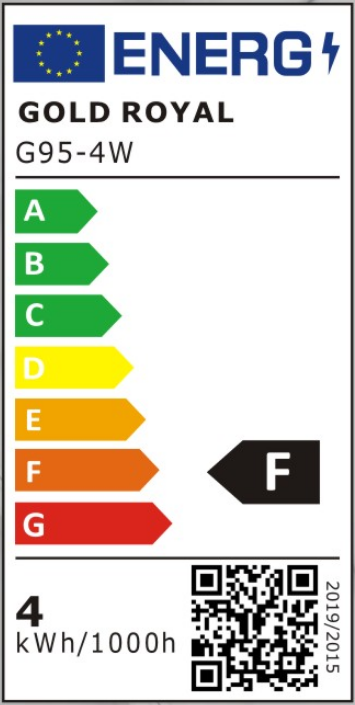 ENERG
GOLD ROYAL
G95-4W
A
B
C
D
E
F
F
G
4
kWh/1000h
2019/2015